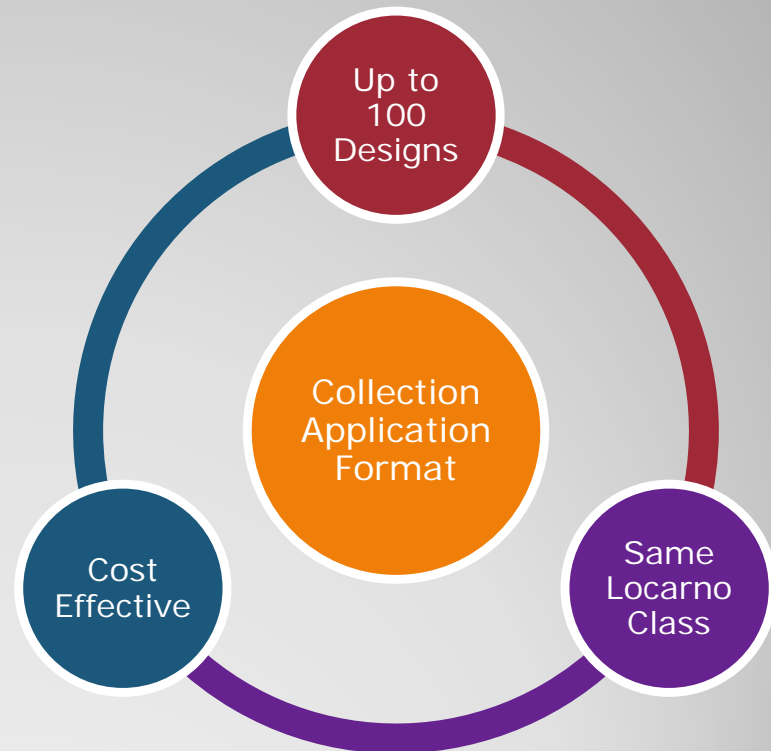 Up to
100
Designs
Collection
Application
Format
Cost
Effective
Same
Locarno
Class